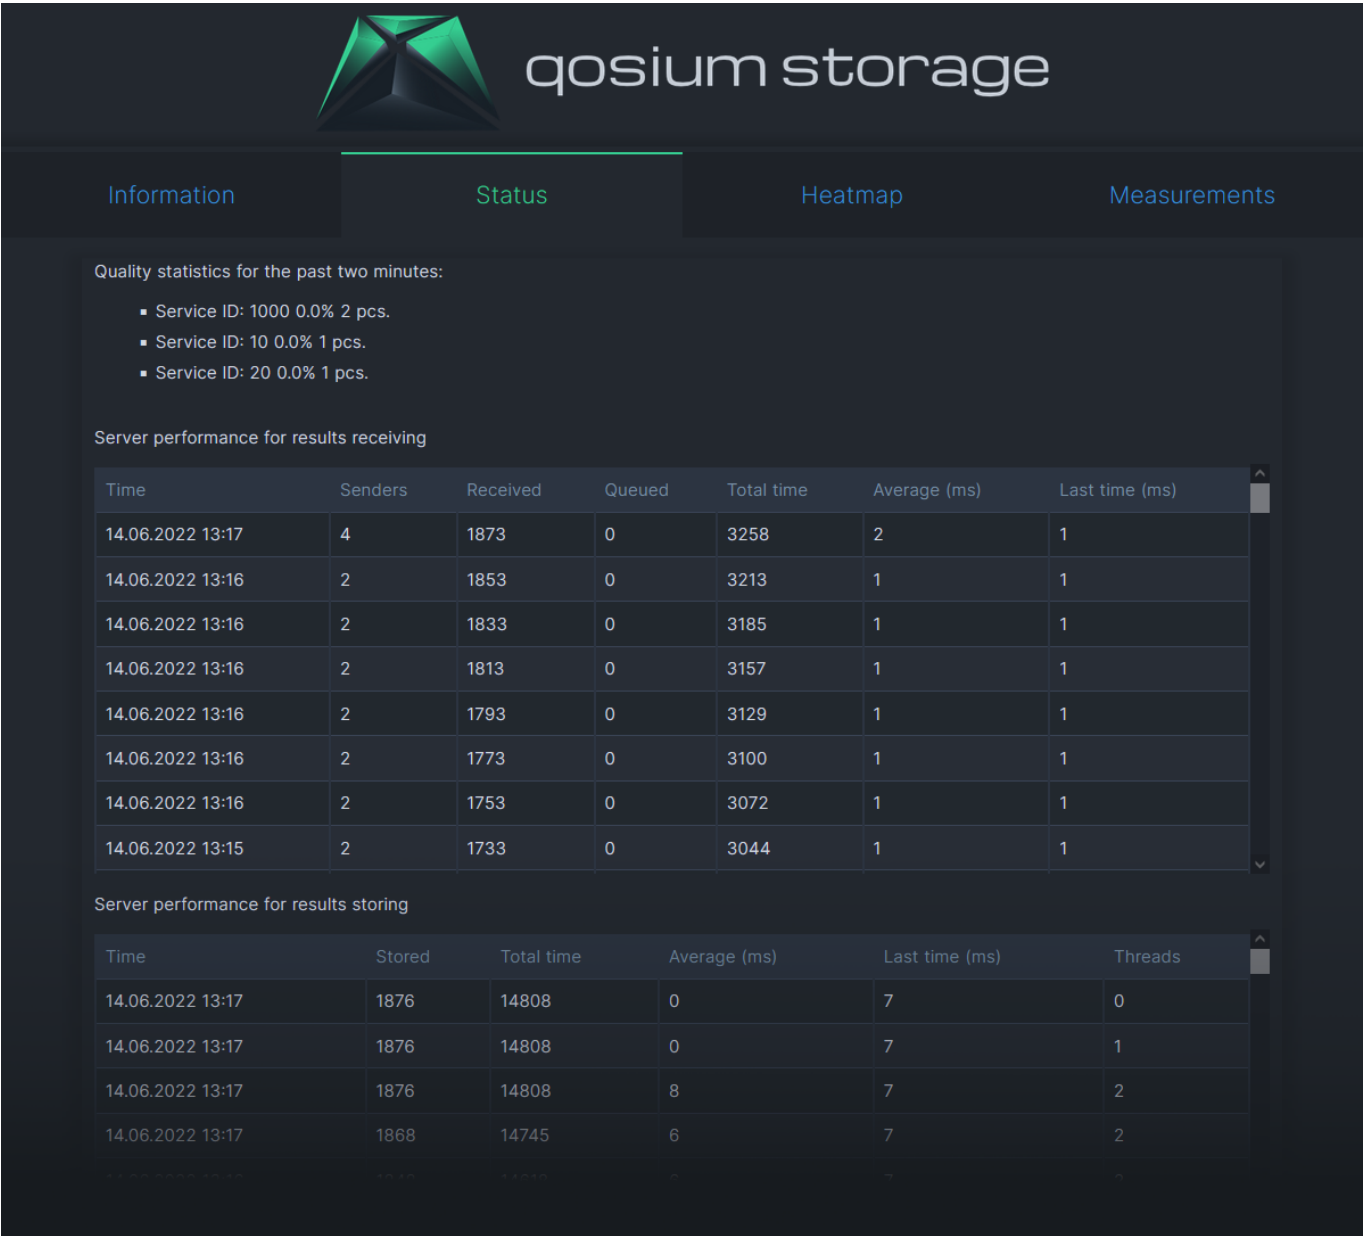 qosium storage
Information Status Heatmap Measurements
Quality statistics for the past two minutes:
▪ Service ID: 1000 0.0% 2 pcs.
▪ Service ID: 10 0.0% 1 pcs.
▪ Service ID: 20 0.0% 1 pcs.
Server performance for results receiving
Time Senders Received Queued Total time Average (ms) Last time (ms)
14.06.2022 13:17 4 1873 0 3258 2 1
14.06.2022 13:16 2 1853 0 3213 1 1
14.06.2022 13:16 2 1833 0 3185 1 1
14.06.2022 13:16 2 1813 0 3157 1 1
14.06.2022 13:16 2 1793 0 3129 1 1
14.06.2022 13:16 2 1773 0 3100 1 1
14.06.2022 13:16 2 1753 0 3072 1 1
14.06.2022 13:15 2 1733 0 3044 1 1
Server performance for results storing
Time Stored Total time Average (ms) Last time (ms) Threads
14.06.2022 13:17 1876 14808 0 7 0
14.06.2022 13:17 1876 14808 0 7 1
14.06.2022 13:17 1876 14808 8 7 2
14.06.2022 13:17 1868 14745 6 7 2